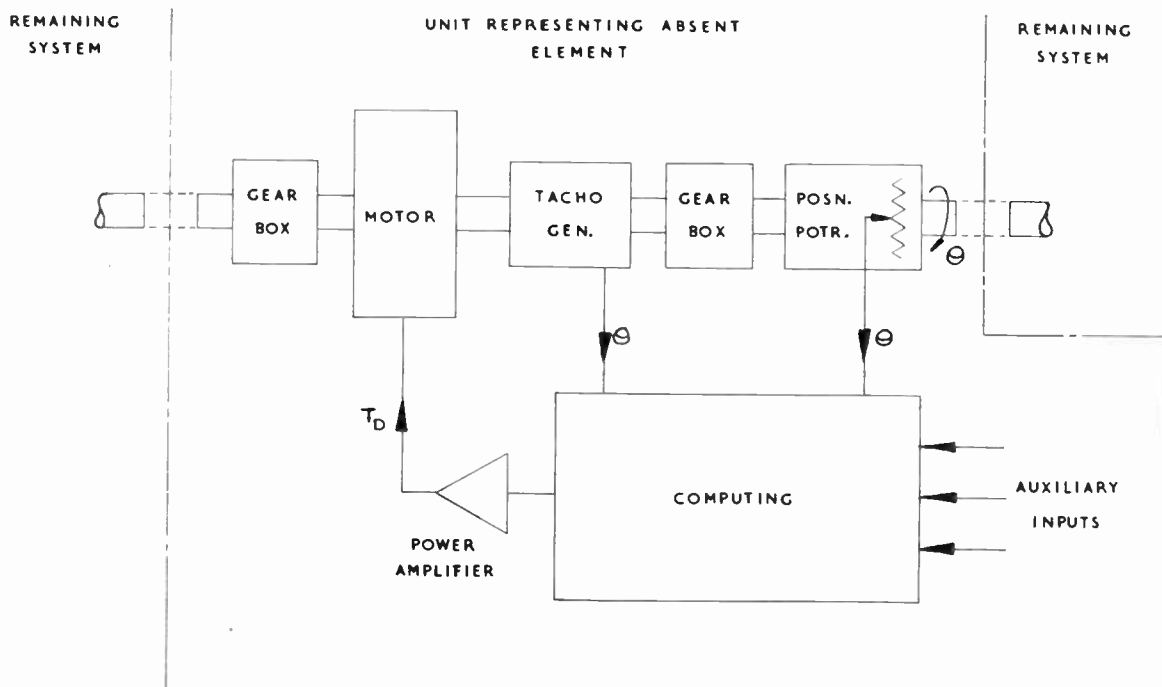 REMAINING
SYSTEM
UNIT REPRESENTING ABSENT
ELEMENT
REMAINING
SYSTEM
GEAR
BOX
MOTOR
TACHO
GEN.
GEAR
BOX
POSN.
POTR.
Θ
Θ
Θ
T_D
COMPUTING
AUXILIARY
INPUTS
POWER
AMPLIFIER